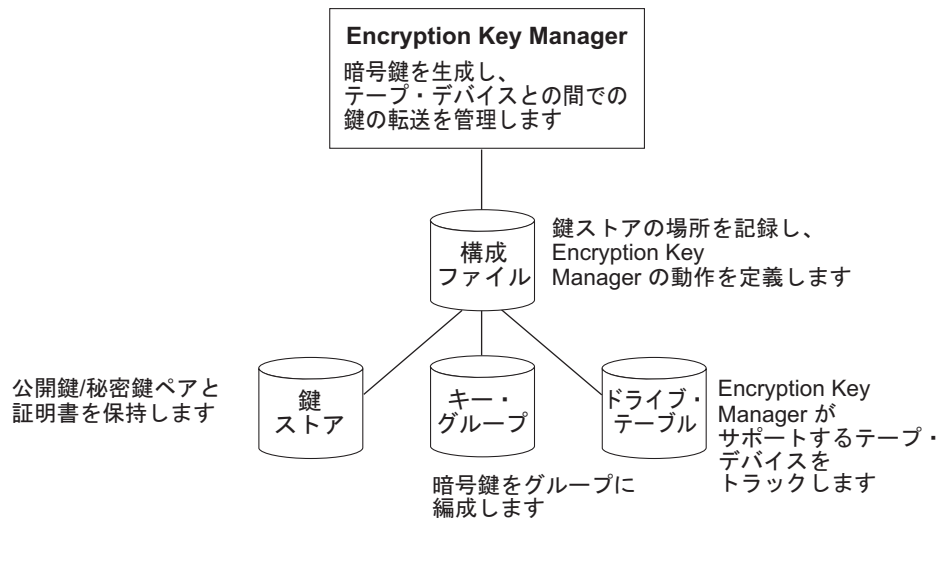 Encryption Key Manager
暗号鍵を生成し、
テープ・デバイスとの間での
鍵の転送を管理します
構成
ファイル
鍵ストアの場所を記録し、
Encryption Key
Manager の動作を定義します
公開鍵/秘密鍵ペアと
証明書を保持します
鍵
ストア
キー・
グループ
ドライブ・
テーブル
Encryption Key
Manager が
サポートするテープ・
デバイスを
トラックします
暗号鍵をグループに
編成します